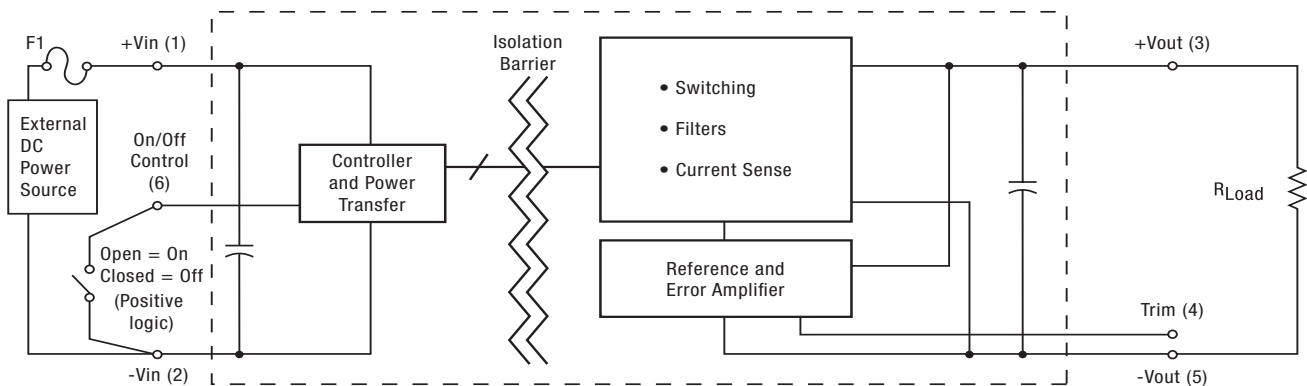 F1
+Vin (1)
External
DC
Power
Source
On/Off
Control
(6)
Open = On
Closed = Off
(Positive
logic)
-Vin (2)
Controller
and Power
Transfer
Isolation
Barrier
• Switching
• Filters
• Current Sense
Reference and
Error Amplifier
+Vout (3)
RLoad
Trim (4)
-Vout (5)